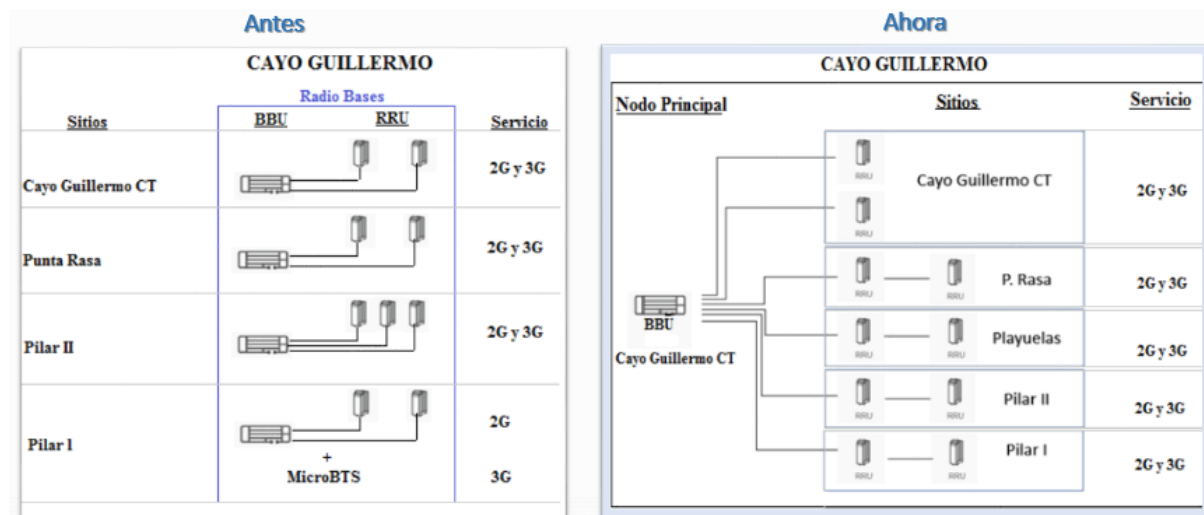 Antes
CAYO GUILLERMO
Radio Bases
Sitios BBU RRU Servicio
Cayo Guillermo CT 2G y 3G
Punta Rasa 2G y 3G
Pilar II 2G y 3G
Pilar I 2G
+
MicroBTS 3G
Ahora
CAYO GUILLERMO
Nodo Principal Sitios Servicio
RRU
Cayo Guillermo CT 2G y 3G
RRU
RRU RRU P. Rasa 2G y 3G
BBU
Cayo Guillermo CT
RRU RRU Playuelas 2G y 3G
RRU RRU Pilar II 2G y 3G
RRU RRU Pilar I 2G y 3G